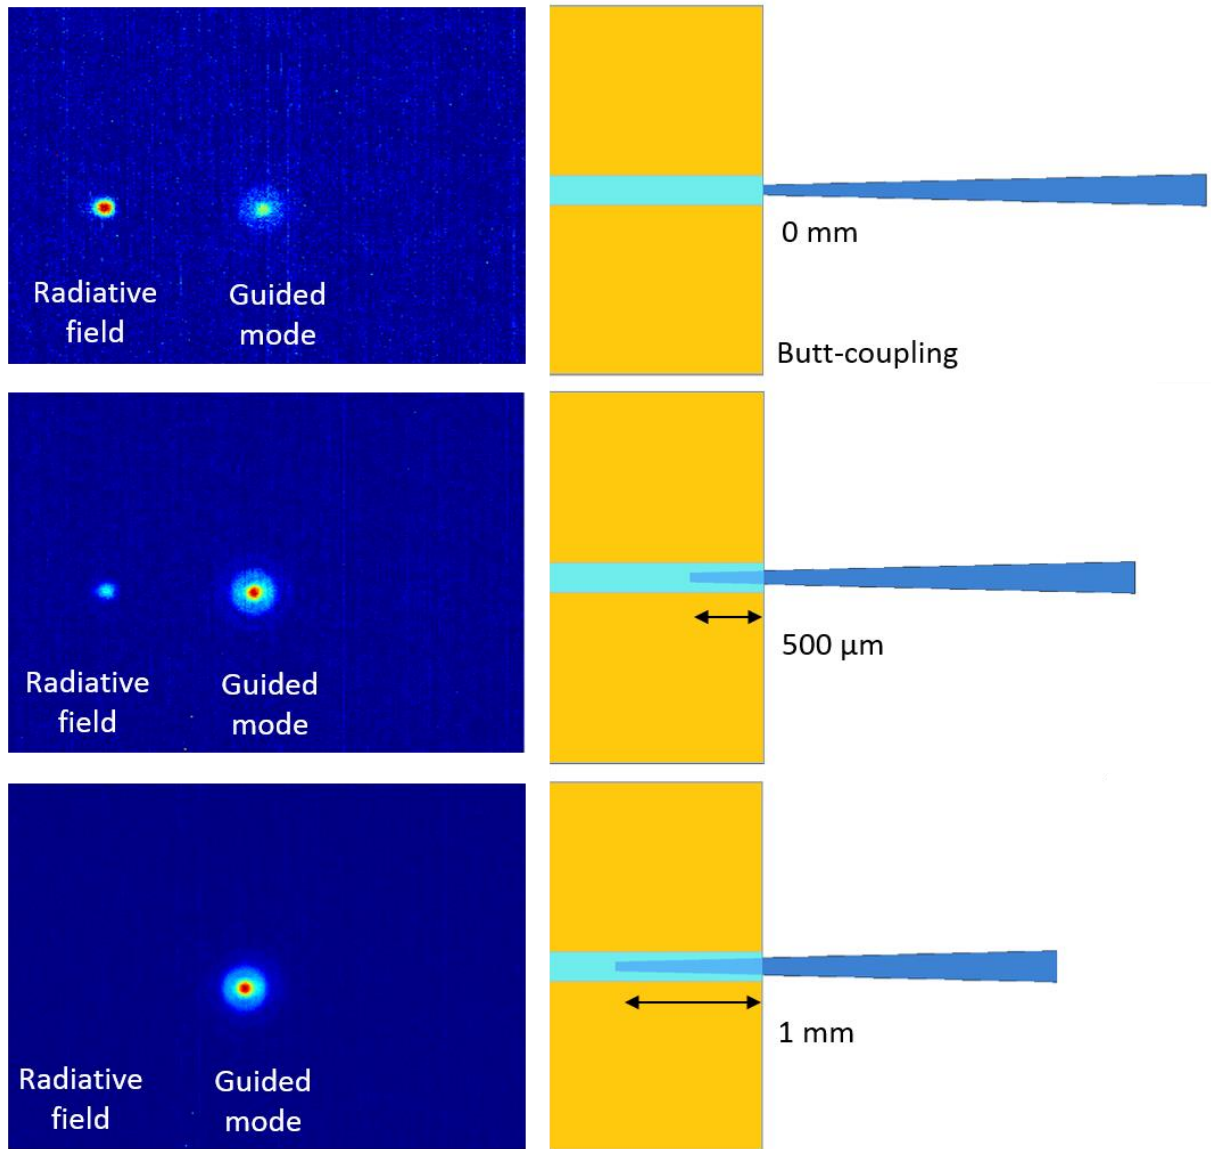 Radiative
field
Guided
mode
0 mm
Butt-coupling
Radiative
field
Guided
mode
500 µm
Radiative
field
Guided
mode
1 mm